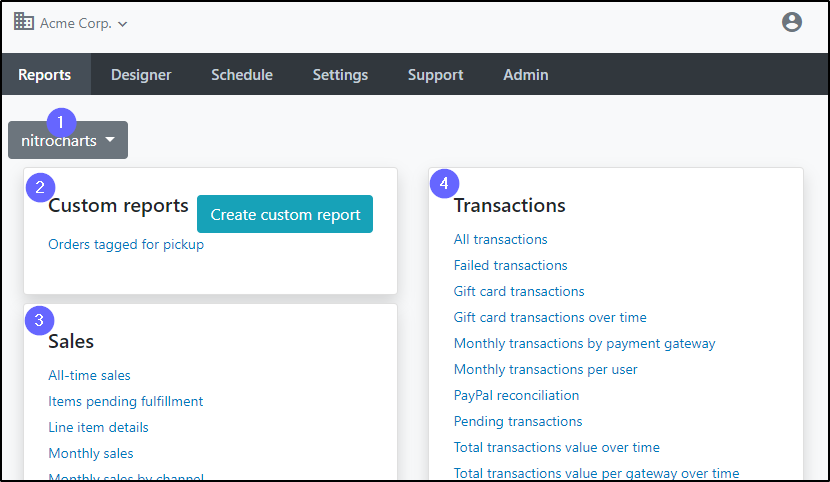 Acme Corp.
Reports Designer Schedule Settings Support Admin
1
nitrocharts
2
Custom reports
Create custom report
Orders tagged for pickup
3
Sales
All-time sales
Items pending fulfillment
Line item details
Monthly sales
Monthly sales by channel
4
Transactions
All transactions
Failed transactions
Gift card transactions
Gift card transactions over time
Monthly transactions by payment gateway
Monthly transactions per user
PayPal reconciliation
Pending transactions
Total transactions value over time
Total transactions value per gateway over time